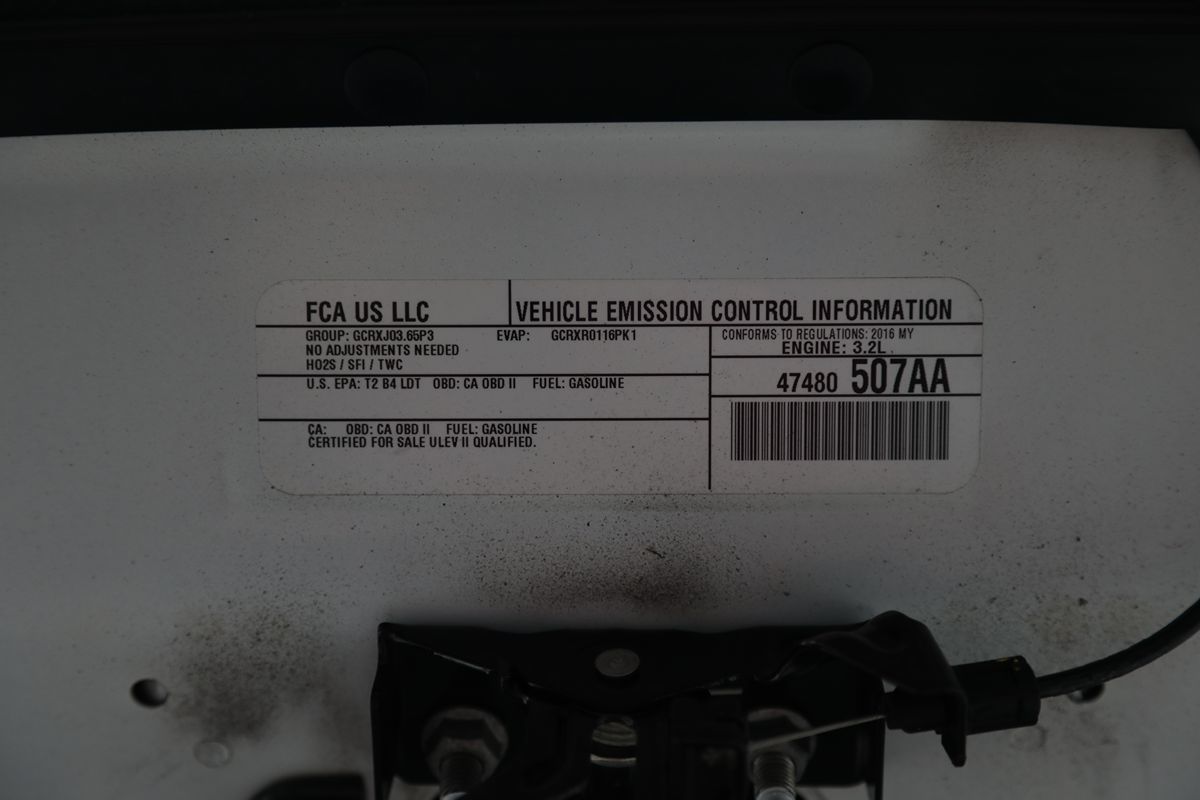 FCA US LLC
VEHICLE EMISSION CONTROL INFORMATION
GROUP: GCRXJ03.65P3 EVAP: GCRXR0116PK1
NO ADJUSTMENTS NEEDED
HO2S / SFI / TWC
CONFORMS TO REGULATIONS: 2016 MY
ENGINE: 3.2L
U.S. EPA: T2 B4 LDT OBD: CA OBD II FUEL: GASOLINE
47480 507AA
CA: OBD: CA OBD II FUEL: GASOLINE
CERTIFIED FOR SALE ULEV II QUALIFIED.